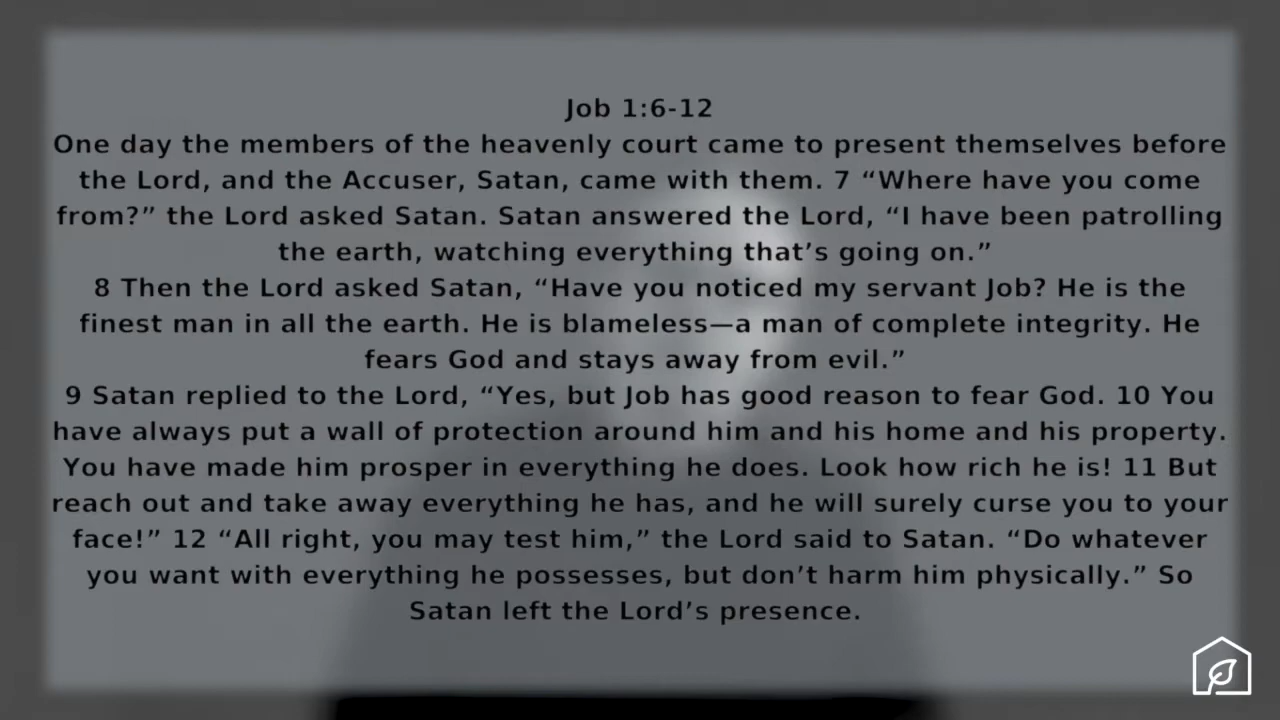 Job 1:6-12
One day the members of the heavenly court came to present themselves before
the Lord, and the Accuser, Satan, came with them. 7 “Where have you come
from?” the Lord asked Satan. Satan answered the Lord, “I have been patrolling
the earth, watching everything that’s going on.”
8 Then the Lord asked Satan, “Have you noticed my servant Job? He is the
finest man in all the earth. He is blameless—a man of complete integrity. He
fears God and stays away from evil.”
9 Satan replied to the Lord, “Yes, but Job has good reason to fear God. 10 You
have always put a wall of protection around him and his home and his property.
You have made him prosper in everything he does. Look how rich he is! 11 But
reach out and take away everything he has, and he will surely curse you to your
face!” 12 “All right, you may test him,” the Lord said to Satan. “Do whatever
you want with everything he possesses, but don’t harm him physically.” So
Satan left the Lord’s presence.